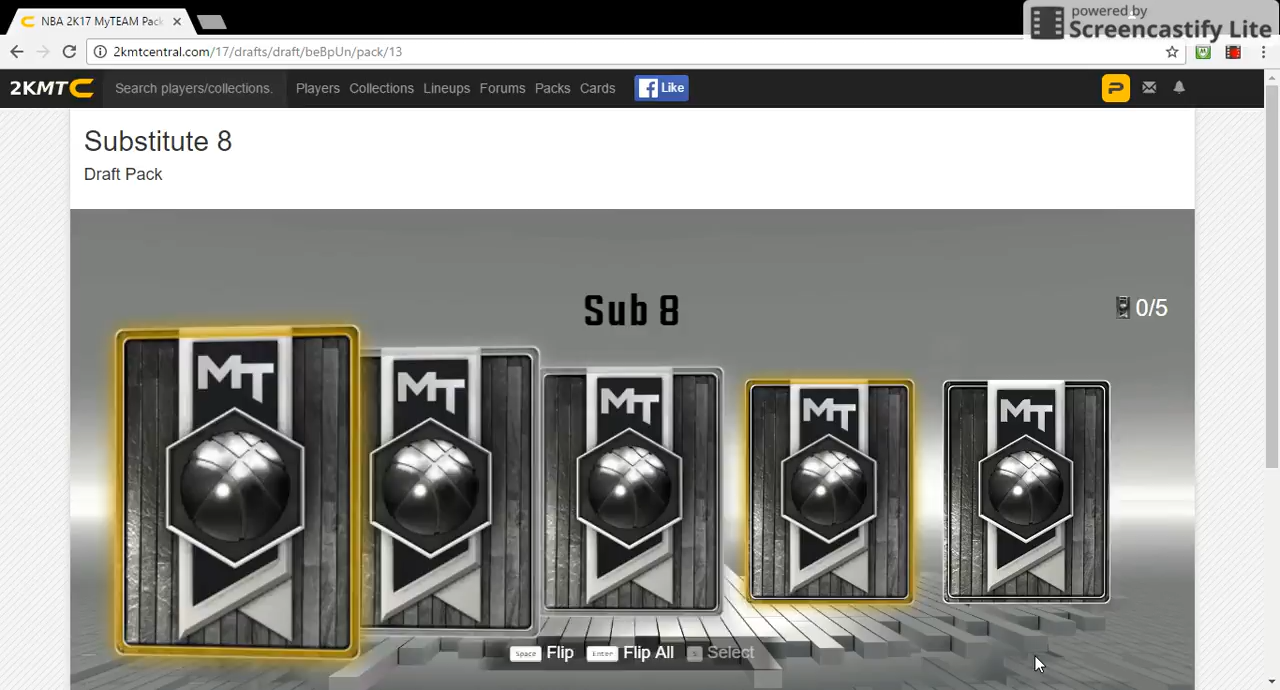 NBA 2K17 MyTEAM Pack
powered by
Screencastify Lite
2kmtcentral.com/17/drafts/draft/beBpUn/pack/13
2KMTC
Search players/collections.
Players
Collections
Lineups
Forums
Packs
Cards
Like
Substitute 8
Draft Pack
Sub 8
0/5
MT
MT
MT
MT
MT
Space Flip
Enter Flip All
S Select